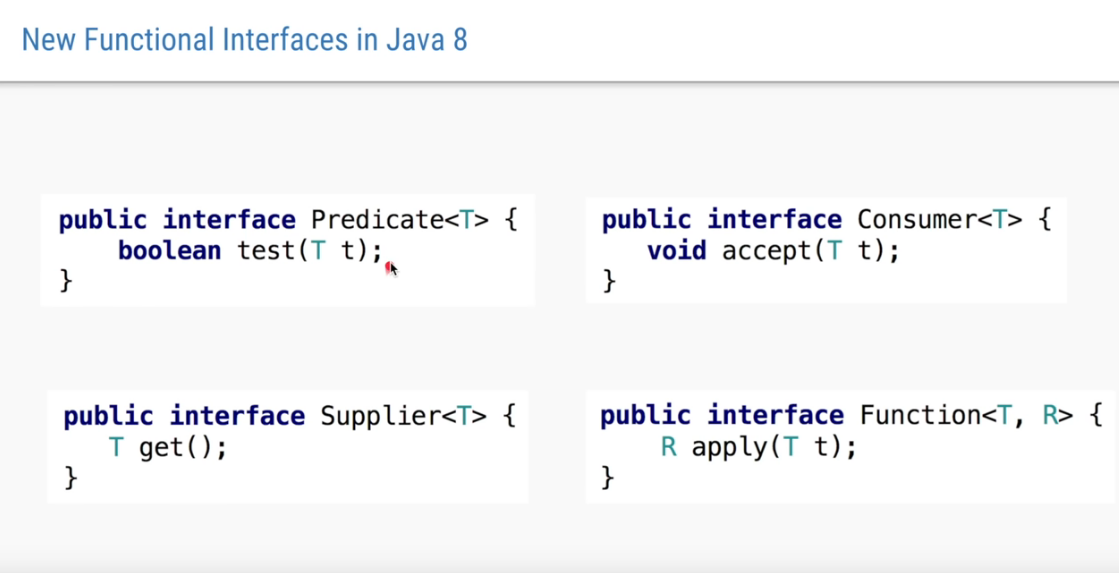 New Functional Interfaces in Java 8
public interface Predicate<T> {
    boolean test(T t);
}
public interface Consumer<T> {
   void accept(T t);
}
public interface Supplier<T> {
   T get();
}
public interface Function<T, R> {
    R apply(T t);
}